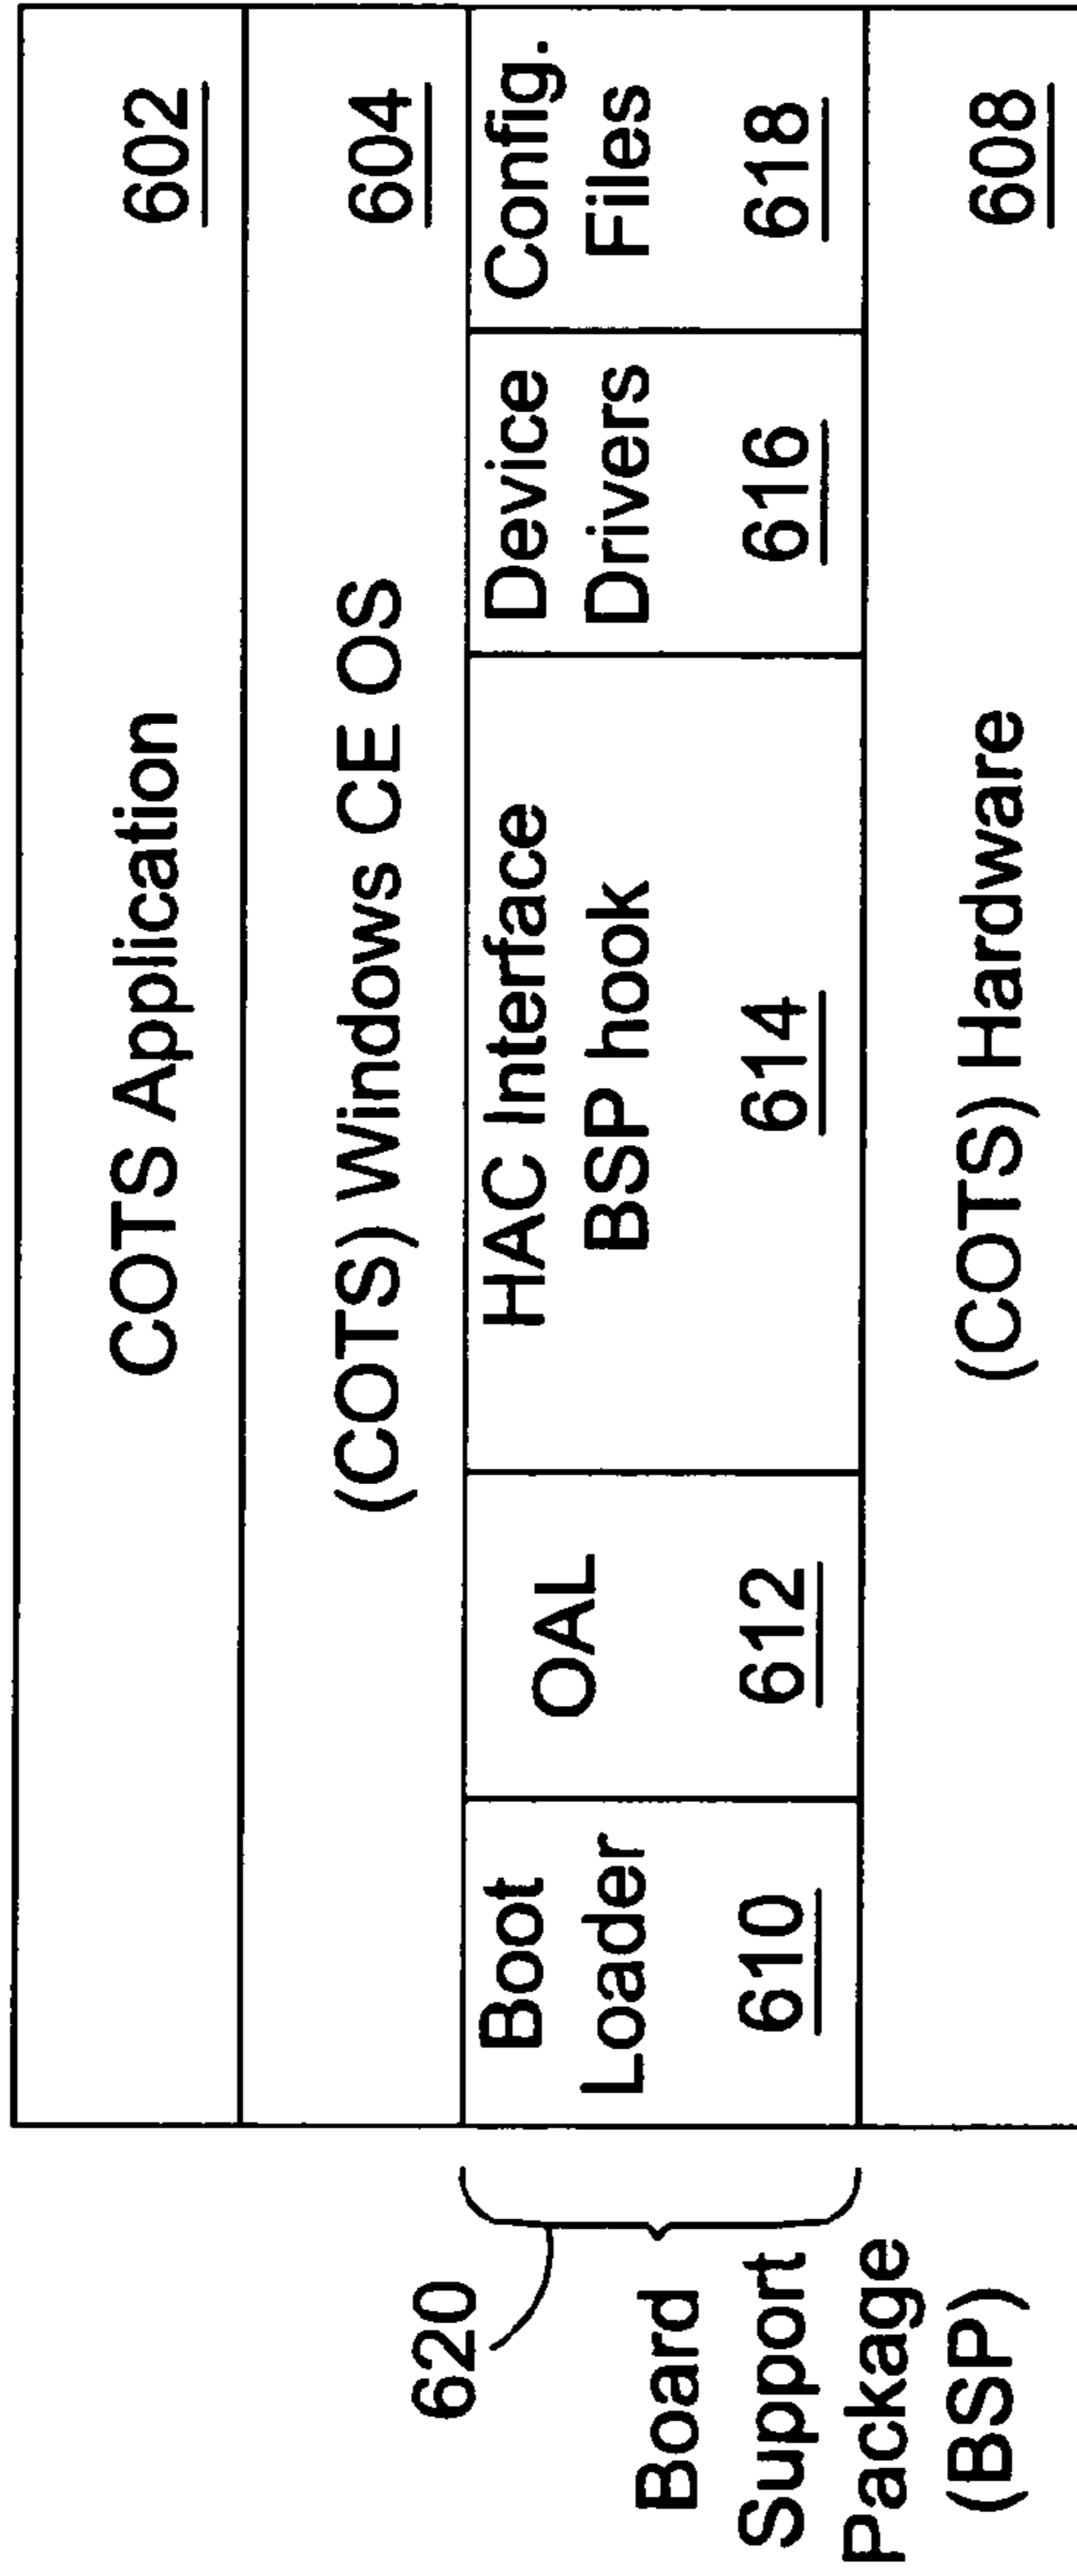 COTS Application
602
(COTS) Windows CE OS
604
620
Board
Support
Package
(BSP)
Boot
Loader
610
OAL
612
HAC Interface
BSP hook
614
Device
Drivers
616
Config.
Files
618
(COTS) Hardware
608